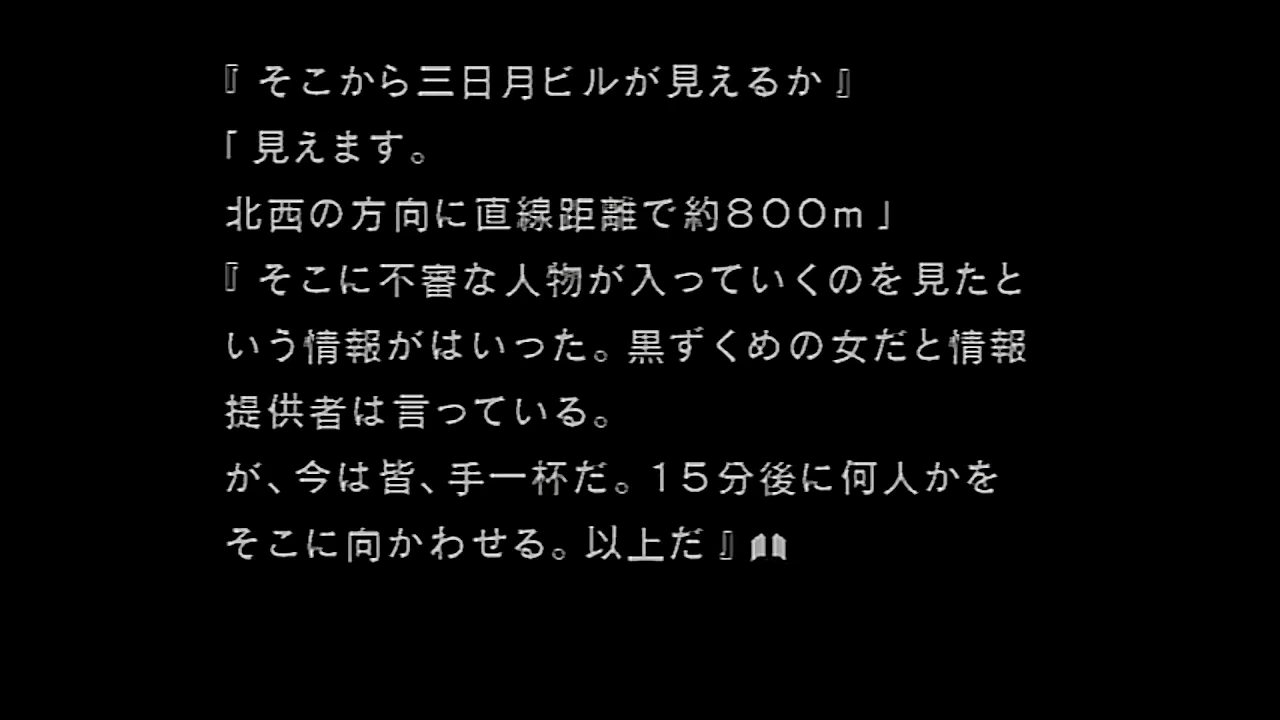 『そこから三日月ビルが見えるか』
「見えます。
北西の方向に直線距離で約８００ｍ」
『そこに不審な人物が入っていくのを見たと
いう情報がはいった。黒ずくめの女だと情報
提供者は言っている。
が、今は皆、手一杯だ。１５分後に何人かを
そこに向かわせる。以上だ』